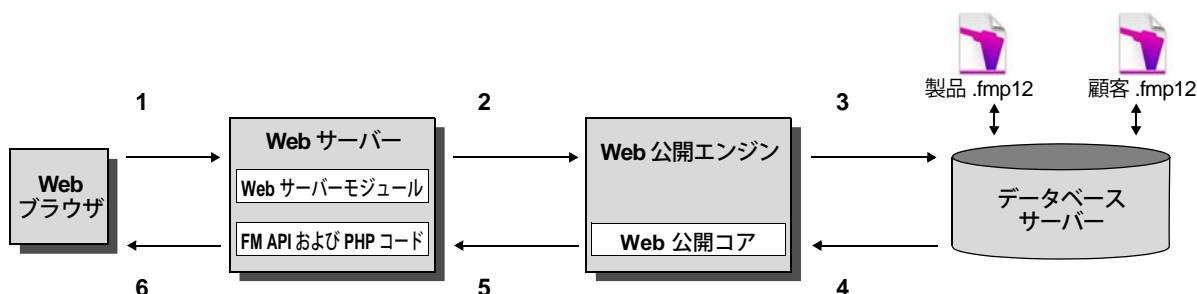 製品 .fmp12
顧客 .fmp12
1
2
3
Web
ブラウザ
Web サーバー
Web サーバーモジュール
FM API および PHP コード
Web 公開エンジン
Web 公開コア
データベース
サーバー
6
5
4